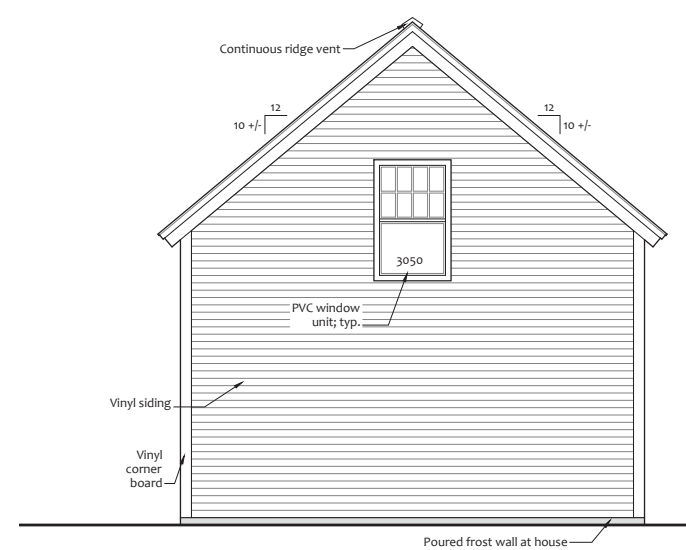 Continuous ridge vent
12
10 +/-
12
10 +/-
3050
PVC window
unit; typ.
Vinyl siding
Vinyl
corner
board
Poured frost wall at house